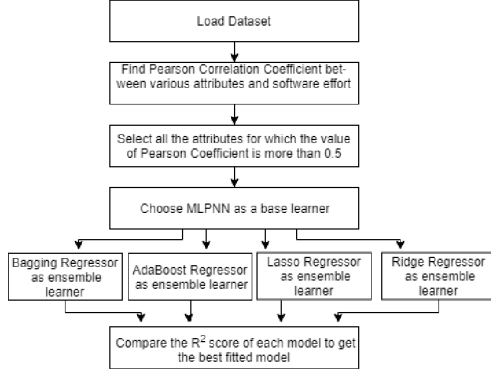 Load Dataset
Find Pearson Correlation Coefficient bet-
ween various attributes and software effort
Select all the attributes for which the value
of Pearson Coefficient is more than 0.5
Choose MLPNN as a base learner
Bagging Regressor
as ensemble
learner
AdaBoost Regressor
as ensemble learner
Lasso Regressor
as ensemble
learner
Ridge Regressor
as ensemble
learner
Compare the R² score of each model to get
the best fitted model